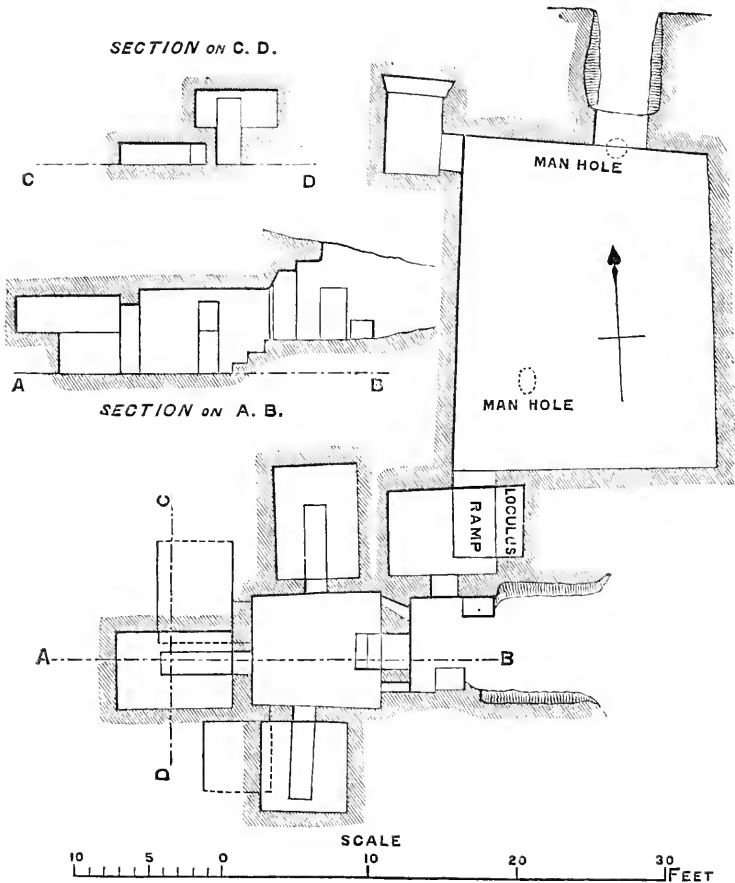 SECTION ON C. D.
C
D
MAN HOLE
A
B
SECTION ON A. B.
MAN HOLE
C
RAMP
LOCULUS
A
B
D
SCALE
10 5 0 10 20 30 FEET